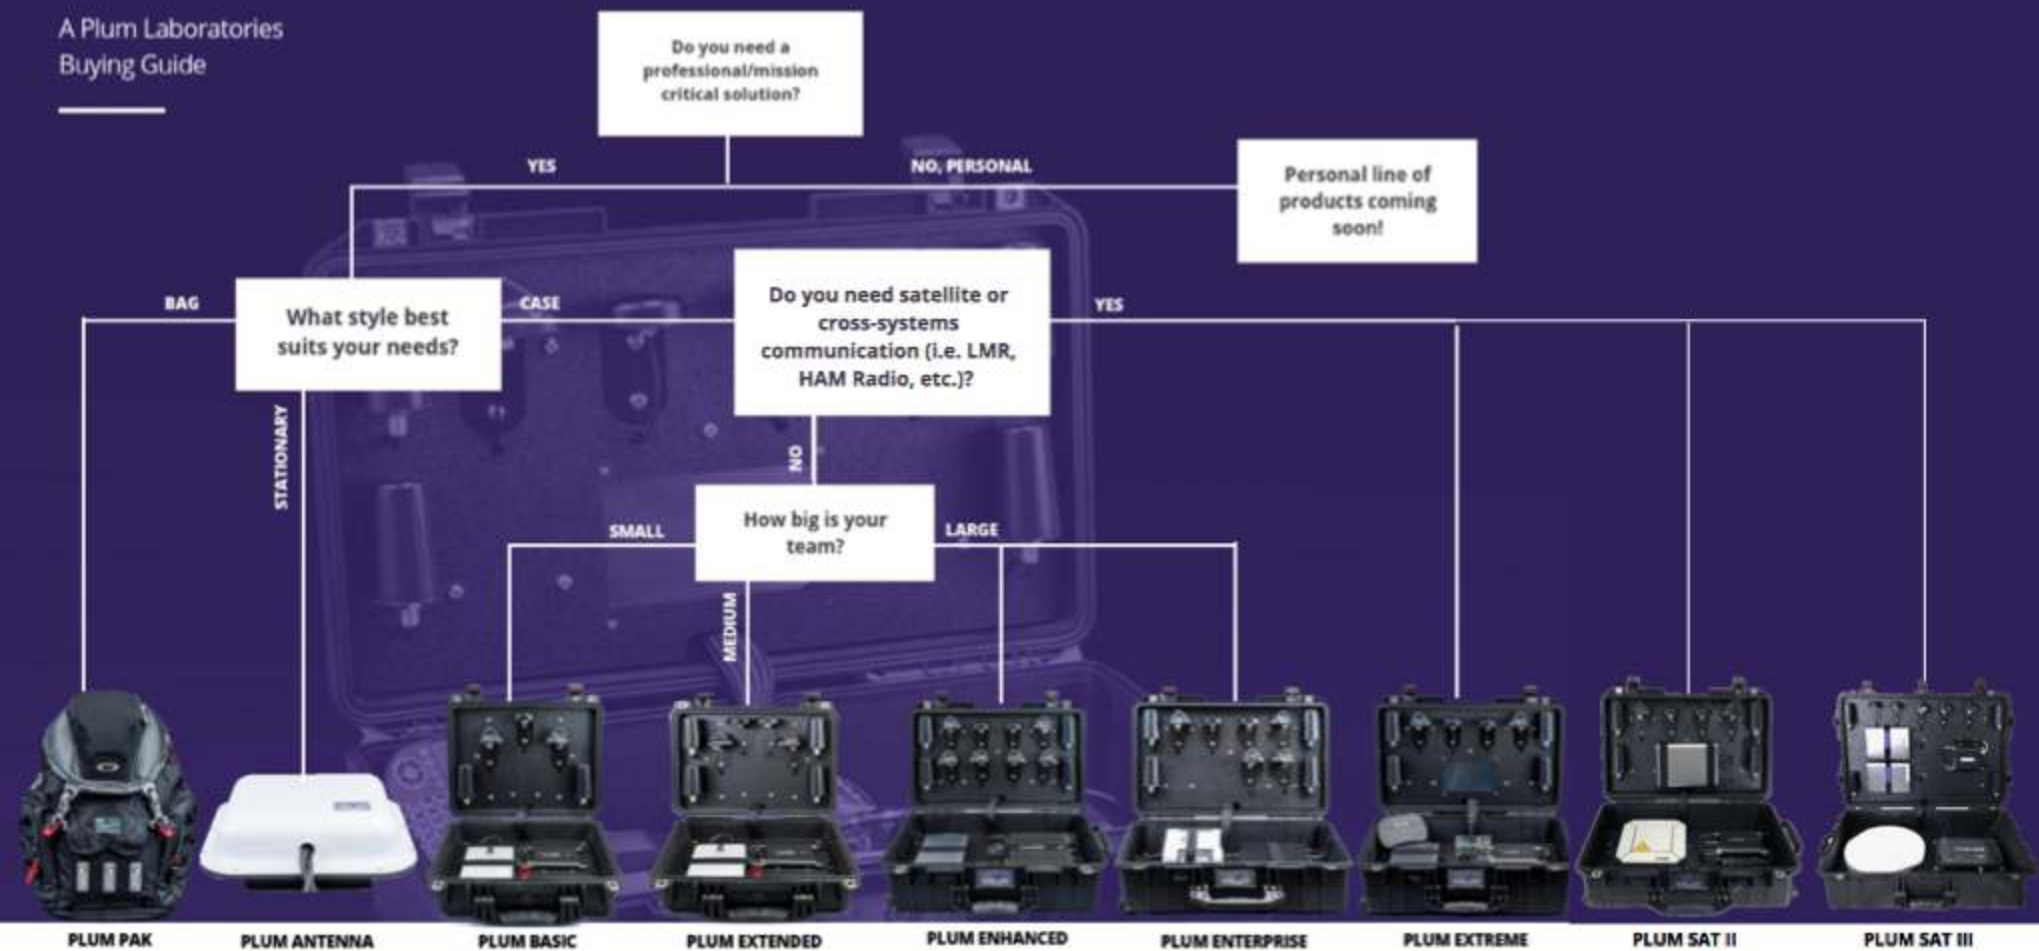 A Plum Laboratories
Buying Guide
Do you need a
professional/mission
critical solution?
YES
NO, PERSONAL
Personal line of
products coming
soon!
BAG
What style best
suits your needs?
CASE
Do you need satellite or
cross-systems
communication (i.e. LMR,
HAM Radio, etc.)?
YES
STATIONARY
NO
How big is your
team?
SMALL
LARGE
MEDIUM
PLUM PAK
PLUM ANTENNA
PLUM BASIC
PLUM EXTENDED
PLUM ENHANCED
PLUM ENTERPRISE
PLUM EXTREME
PLUM SAT II
PLUM SAT III